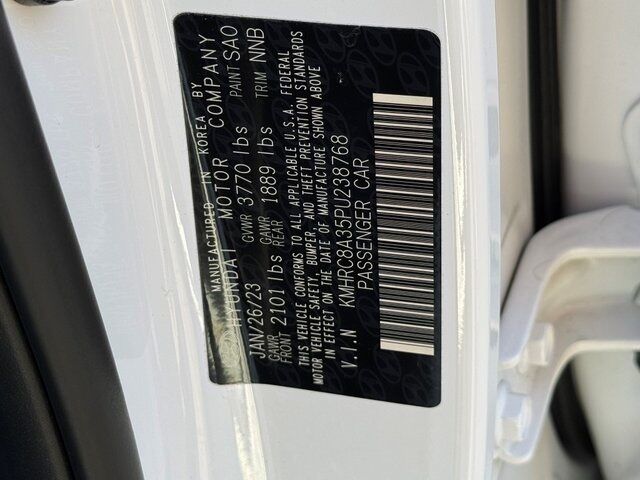 MANUFACTURED IN KOREA BY
HYUNDAI MOTOR COMPANY
JAN/26/23 GVWR 3770 lbs PAINT SAO
GAWR FRONT 2101 lbs GAWR REAR 1889 lbs TRIM NNB
THIS VEHICLE CONFORMS TO ALL APPLICABLE U.S.A. FEDERAL
MOTOR VEHICLE SAFETY, BUMPER, AND THEFT PREVENTION STANDARDS
IN EFFECT ON THE DATE OF MANUFACTURE SHOWN ABOVE
V.I.N KMHRC8A35PU238768
PASSENGER CAR